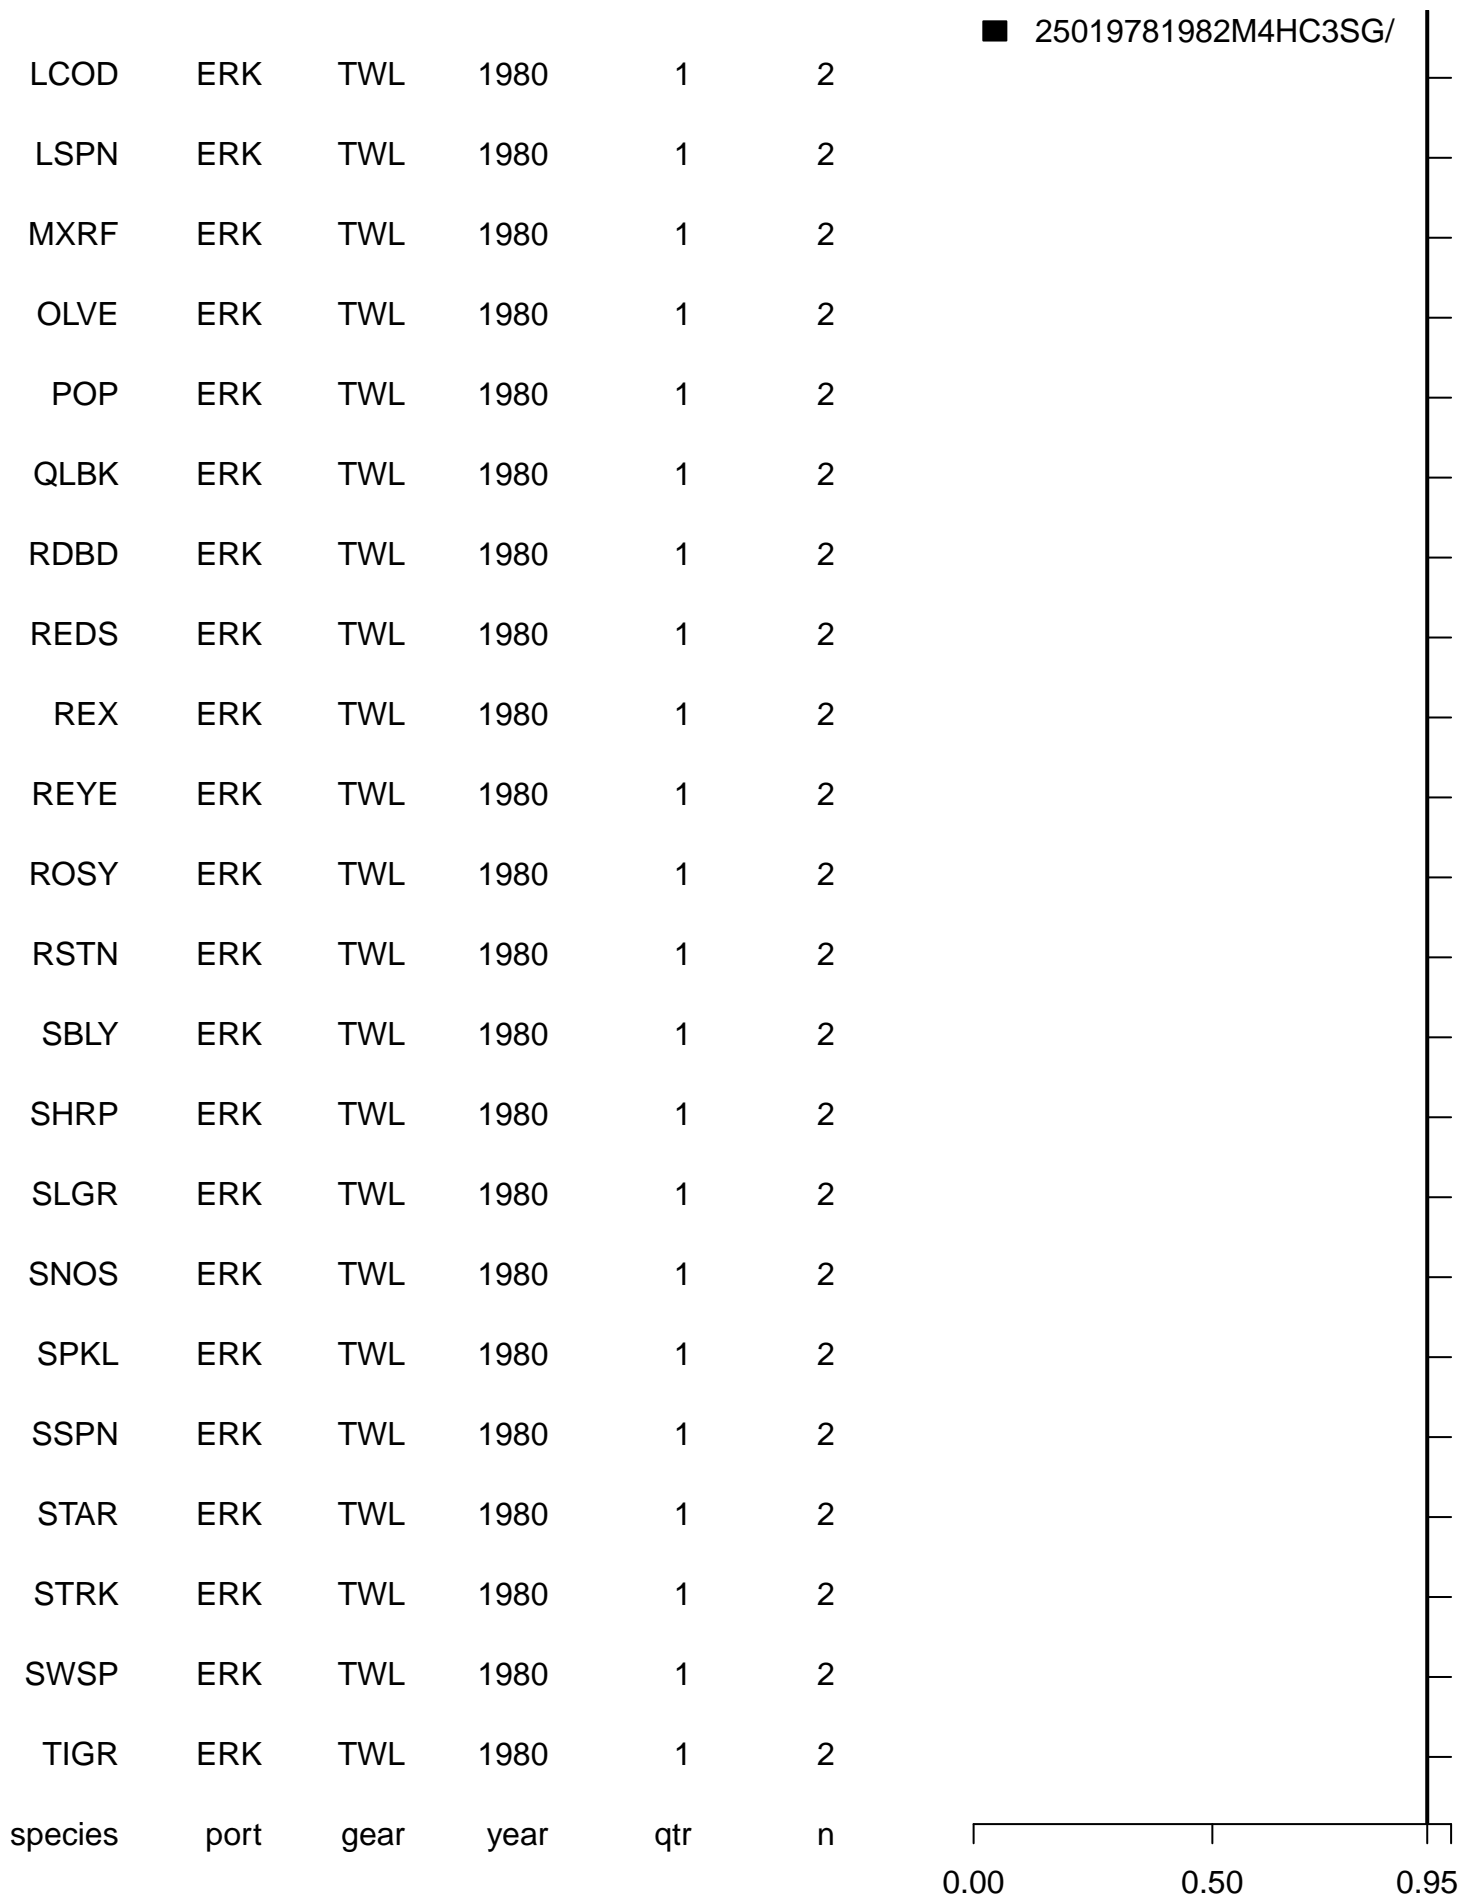 25019781982M4HC3SG/
LCOD ERK TWL 1980 1 2
LSPN ERK TWL 1980 1 2
MXRF ERK TWL 1980 1 2
OLVE ERK TWL 1980 1 2
POP ERK TWL 1980 1 2
QLBK ERK TWL 1980 1 2
RDBD ERK TWL 1980 1 2
REDS ERK TWL 1980 1 2
REX ERK TWL 1980 1 2
REYE ERK TWL 1980 1 2
ROSY ERK TWL 1980 1 2
RSTN ERK TWL 1980 1 2
SBLY ERK TWL 1980 1 2
SHRP ERK TWL 1980 1 2
SLGR ERK TWL 1980 1 2
SNOS ERK TWL 1980 1 2
SPKL ERK TWL 1980 1 2
SSPN ERK TWL 1980 1 2
STAR ERK TWL 1980 1 2
STRK ERK TWL 1980 1 2
SWSP ERK TWL 1980 1 2
TIGR ERK TWL 1980 1 2
species port gear year qtr n
0.00 0.50 0.95